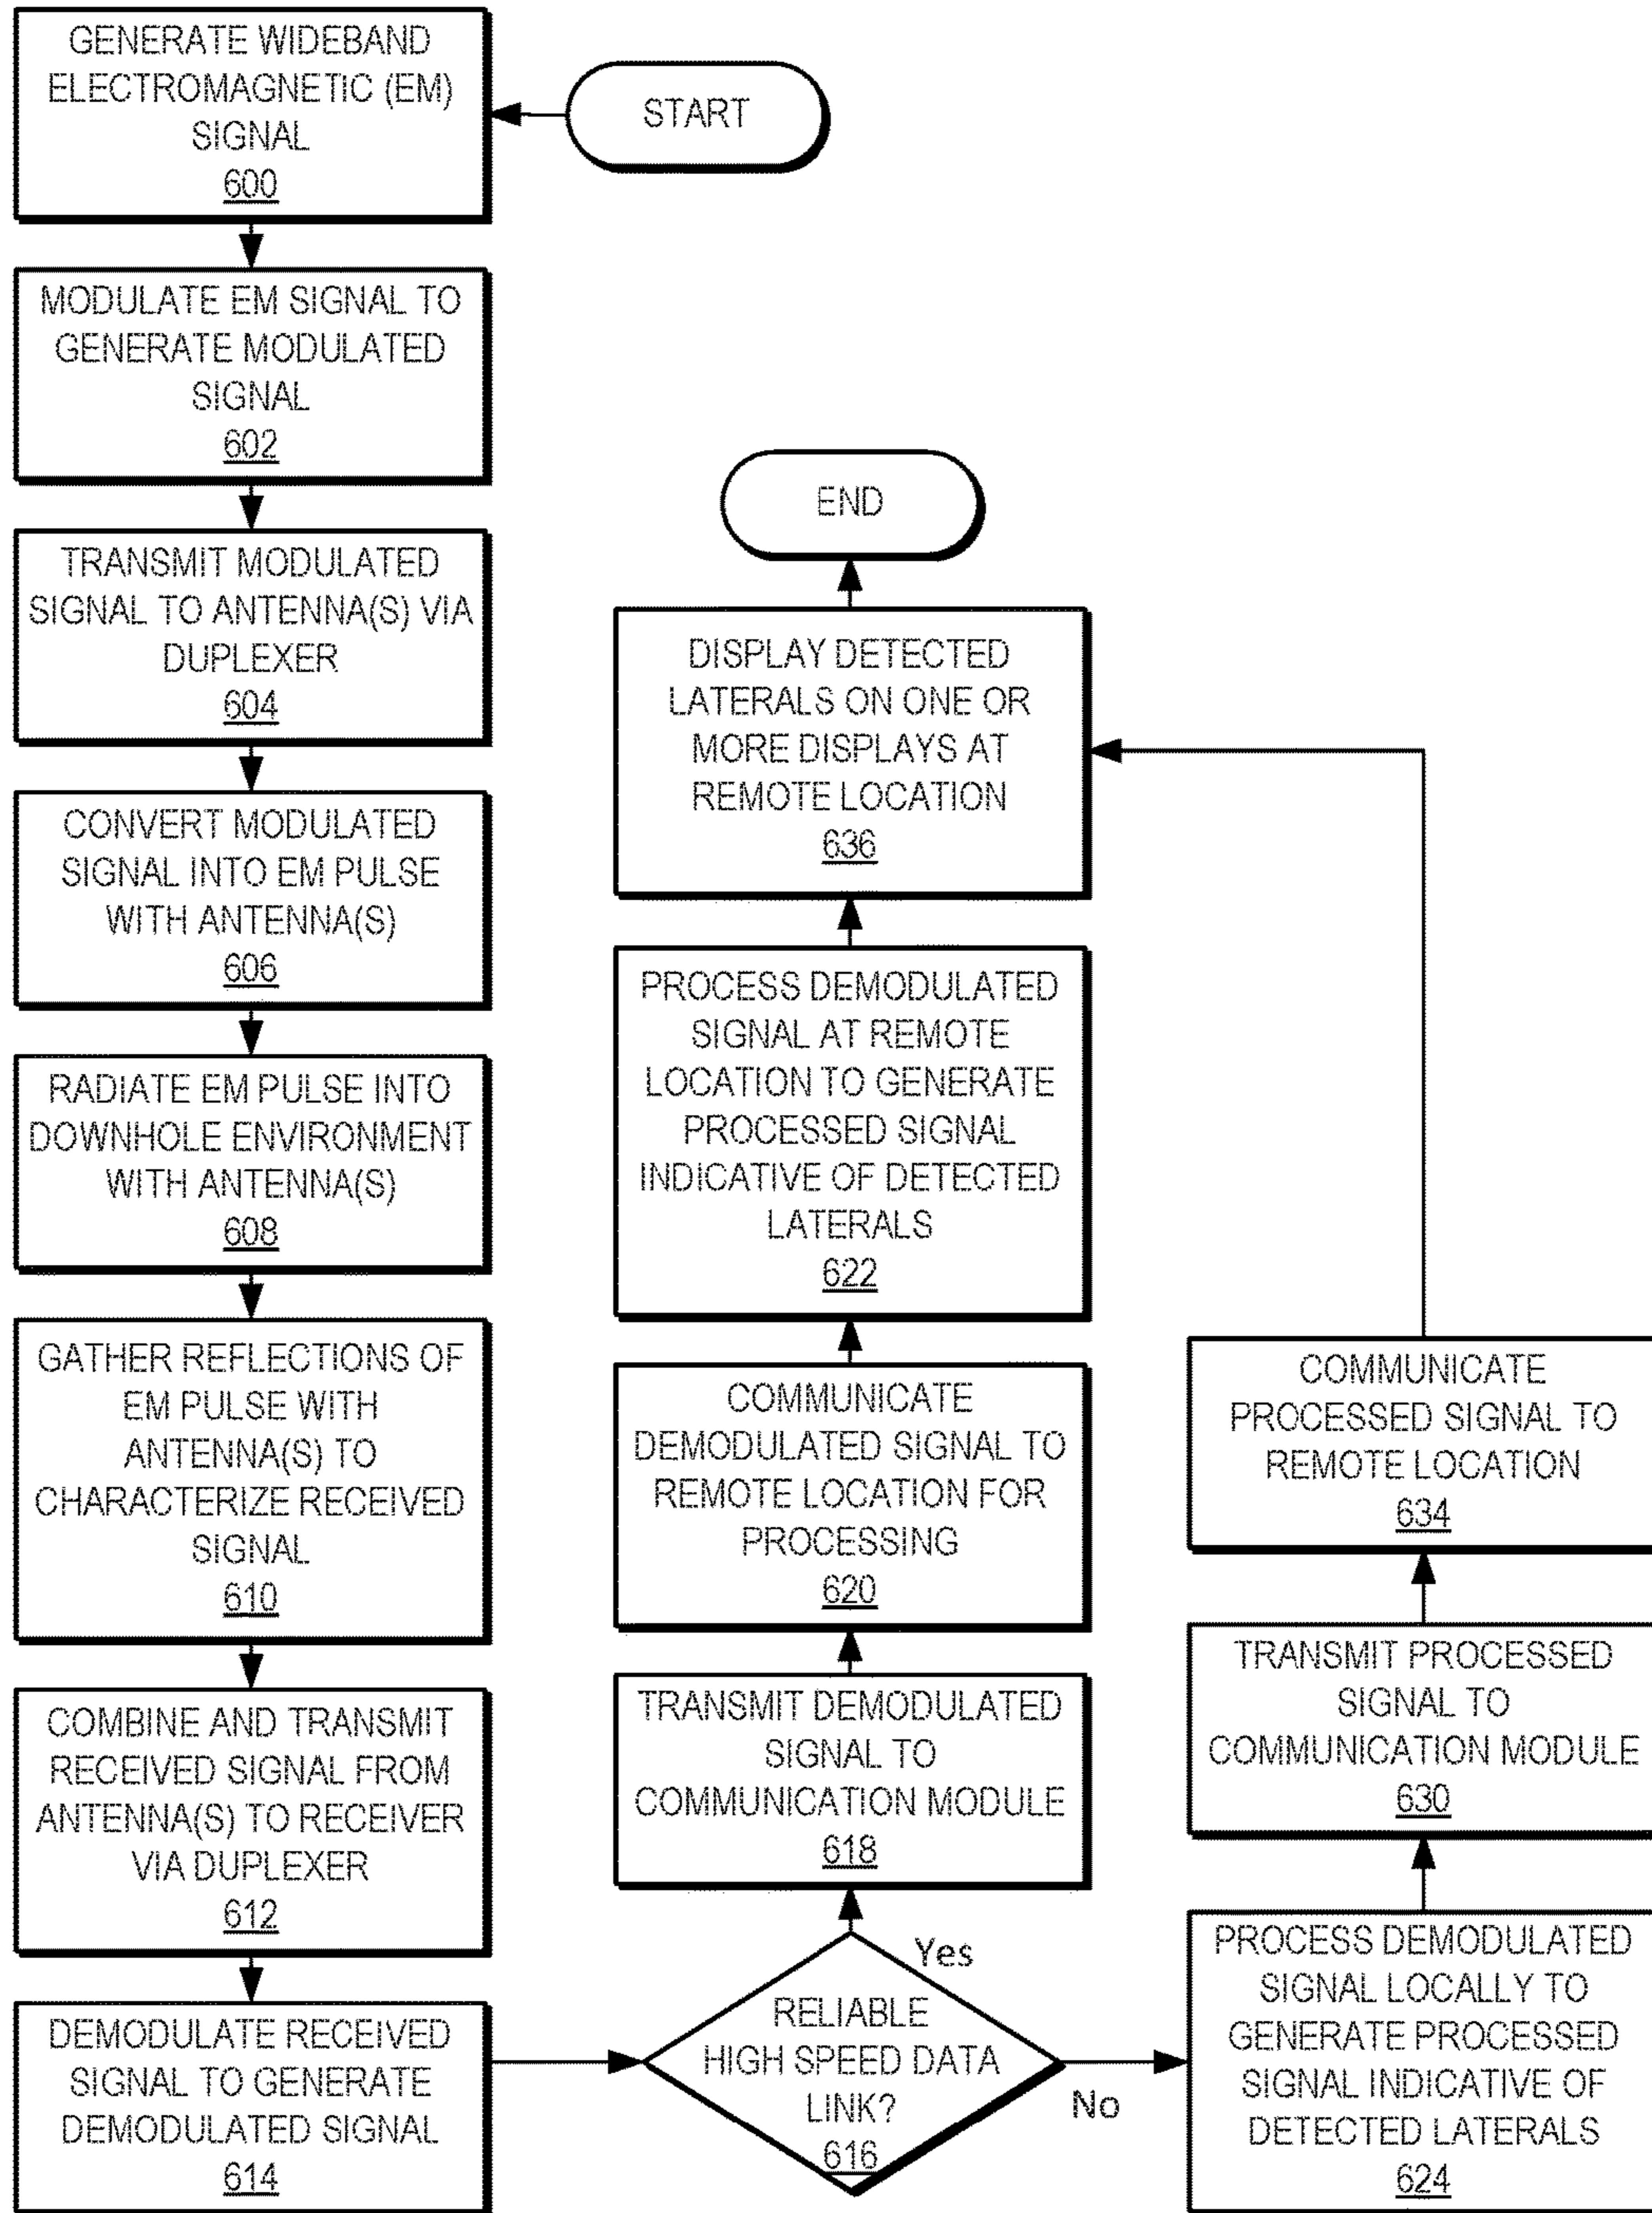 START
GENERATE WIDEBAND
ELECTROMAGNETIC (EM)
SIGNAL
600
MODULATE EM SIGNAL TO
GENERATE MODULATED
SIGNAL
602
TRANSMIT MODULATED
SIGNAL TO ANTENNA(S) VIA
DUPLEXER
604
CONVERT MODULATED
SIGNAL INTO EM PULSE
WITH ANTENNA(S)
606
RADIATE EM PULSE INTO
DOWNHOLE ENVIRONMENT
WITH ANTENNA(S)
608
GATHER REFLECTIONS OF
EM PULSE WITH
ANTENNA(S) TO
CHARACTERIZE RECEIVED
SIGNAL
610
COMBINE AND TRANSMIT
RECEIVED SIGNAL FROM
ANTENNA(S) TO RECEIVER
VIA DUPLEXER
612
DEMODULATE RECEIVED
SIGNAL TO GENERATE
DEMODULATED SIGNAL
614
RELIABLE
HIGH SPEED DATA
LINK?
616
Yes
TRANSMIT DEMODULATED
SIGNAL TO
COMMUNICATION MODULE
618
COMMUNICATE
DEMODULATED SIGNAL TO
REMOTE LOCATION FOR
PROCESSING
620
PROCESS DEMODULATED
SIGNAL AT REMOTE
LOCATION TO GENERATE
PROCESSED SIGNAL
INDICATIVE OF DETECTED
LATERALS
622
No
PROCESS DEMODULATED
SIGNAL LOCALLY TO
GENERATE PROCESSED
SIGNAL INDICATIVE OF
DETECTED LATERALS
624
TRANSMIT PROCESSED
SIGNAL TO
COMMUNICATION MODULE
630
COMMUNICATE
PROCESSED SIGNAL TO
REMOTE LOCATION
634
DISPLAY DETECTED
LATERALS ON ONE OR
MORE DISPLAYS AT
REMOTE LOCATION
636
END